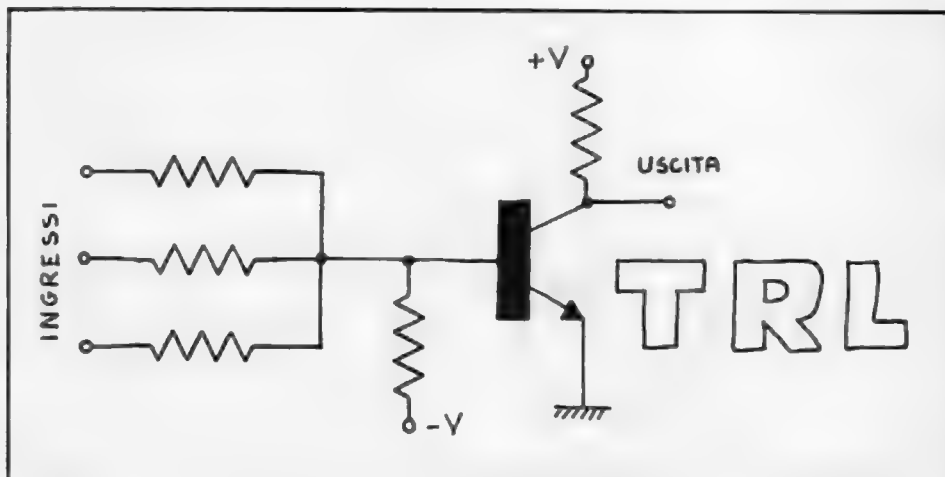 +V
USCITA
INGRESSI
TRL
-V